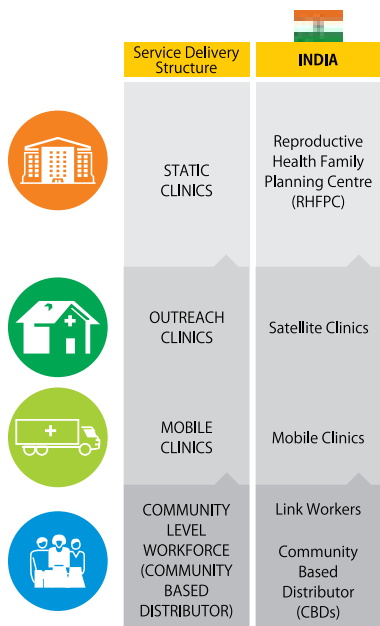 Service Delivery
Structure
INDIA
STATIC
CLINICS
Reproductive
Health Family
Planning Centre
(RHFPC)
OUTREACH
CLINICS
Satellite Clinics
MOBILE
CLINICS
Mobile Clinics
COMMUNITY
LEVEL
WORKFORCE
(COMMUNITY
BASED
DISTRIBUTOR)
Link Workers
Community
Based
Distributor
(CBDs)